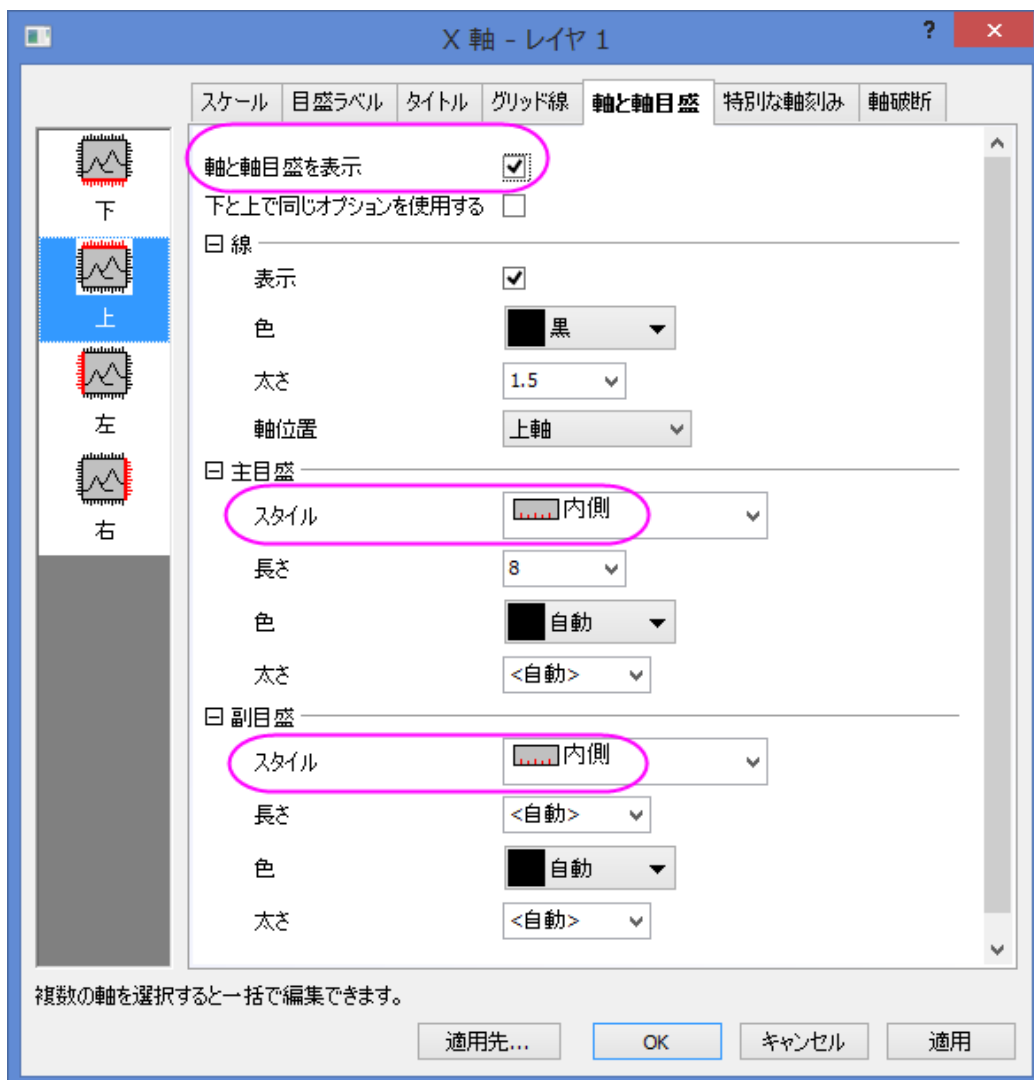 X 軸 - レイヤ 1
?
スケール 目盛ラベル タイトル グリッド線 軸と軸目盛 特別な軸刻み 軸破断
下
上
左
右
軸と軸目盛を表示
下と上で同じオプションを使用する
線
表示
色 黒
太さ 1.5
軸位置 上軸
主目盛
スタイル 内側
長さ 8
色 自動
太さ <自動>
副目盛
スタイル 内側
長さ <自動>
色 自動
太さ <自動>
複数の軸を選択すると一括で編集できます。
適用先... OK キャンセル 適用